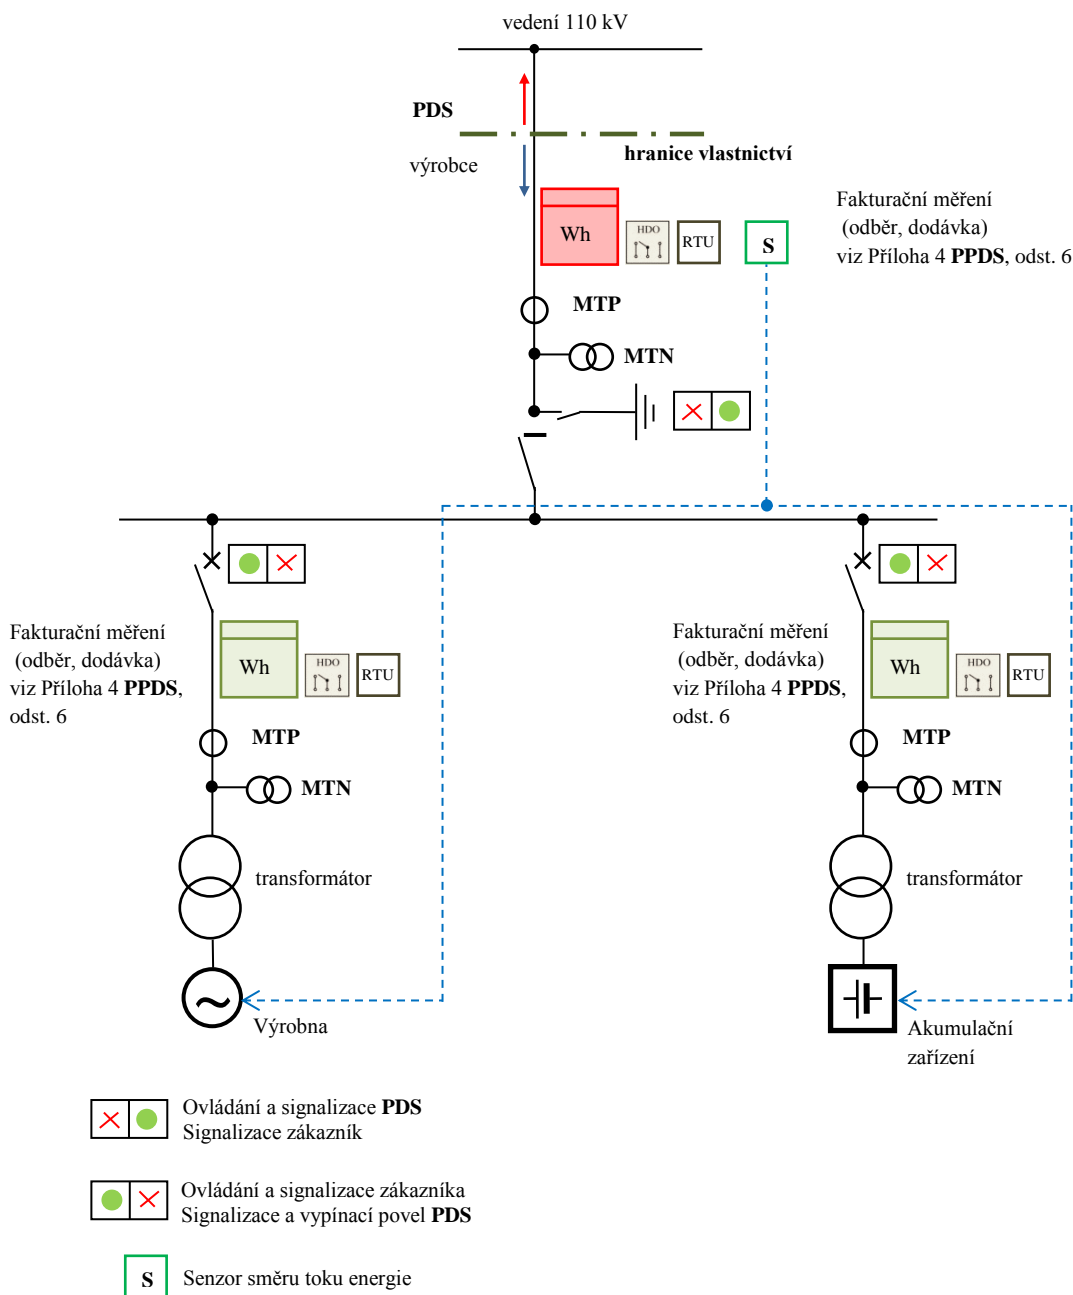 vedení 110 kV
PDS
výrobce
hranice vlastnictví
Wh
HDO
RTU
S
Fakturační měření
(odběr, dodávka)
viz Příloha 4 PPDS, odst. 6
MTP
MTN
Fakturační měření
(odběr, dodávka)
viz Příloha 4 PPDS,
odst. 6
Wh
HDO
RTU
MTP
MTN
transformátor
Výrobna
Fakturační měření
(odběr, dodávka)
viz Příloha 4 PPDS,
odst. 6
Wh
HDO
RTU
MTP
MTN
transformátor
Akumulační
zařízení
Ovládání a signalizace PDS
Signalizace zákazník
Ovládání a signalizace zákazníka
Signalizace a vypínací povel PDS
S
Senzor směru toku energie